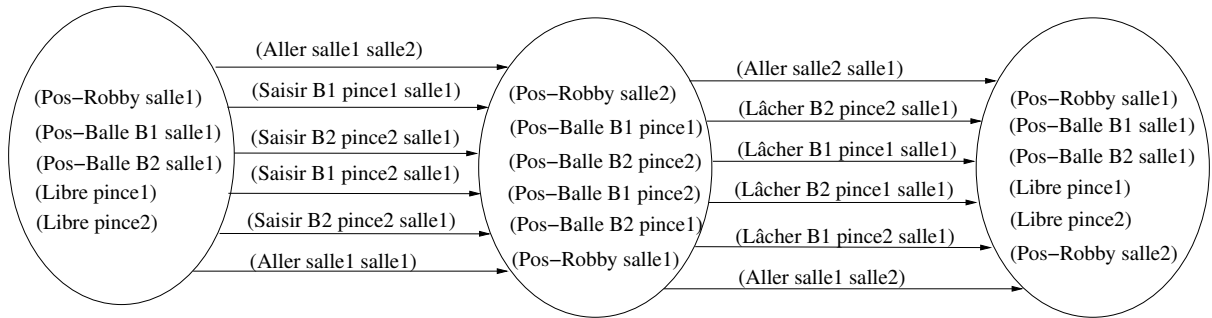 (Pos−Robby salle1)
(Pos−Balle B1 salle1)
(Pos−Balle B2 salle1)
(Libre pince1)
(Libre pince2)
(Aller salle1 salle2)
(Saisir B1 pince1 salle1)
(Saisir B2 pince2 salle1)
(Saisir B1 pince2 salle1)
(Saisir B2 pince2 salle1)
(Aller salle1 salle1)
(Pos−Robby salle2)
(Pos−Balle B1 pince1)
(Pos−Balle B2 pince2)
(Pos−Balle B1 pince2)
(Pos−Balle B2 pince1)
(Pos−Robby salle1)
(Aller salle2 salle1)
(Lâcher B2 pince2 salle1)
(Lâcher B1 pince1 salle1)
(Lâcher B2 pince1 salle1)
(Lâcher B1 pince2 salle1)
(Aller salle1 salle2)
(Pos−Robby salle1)
(Pos−Balle B1 salle1)
(Pos−Balle B2 salle1)
(Libre pince1)
(Libre pince2)
(Pos−Robby salle2)